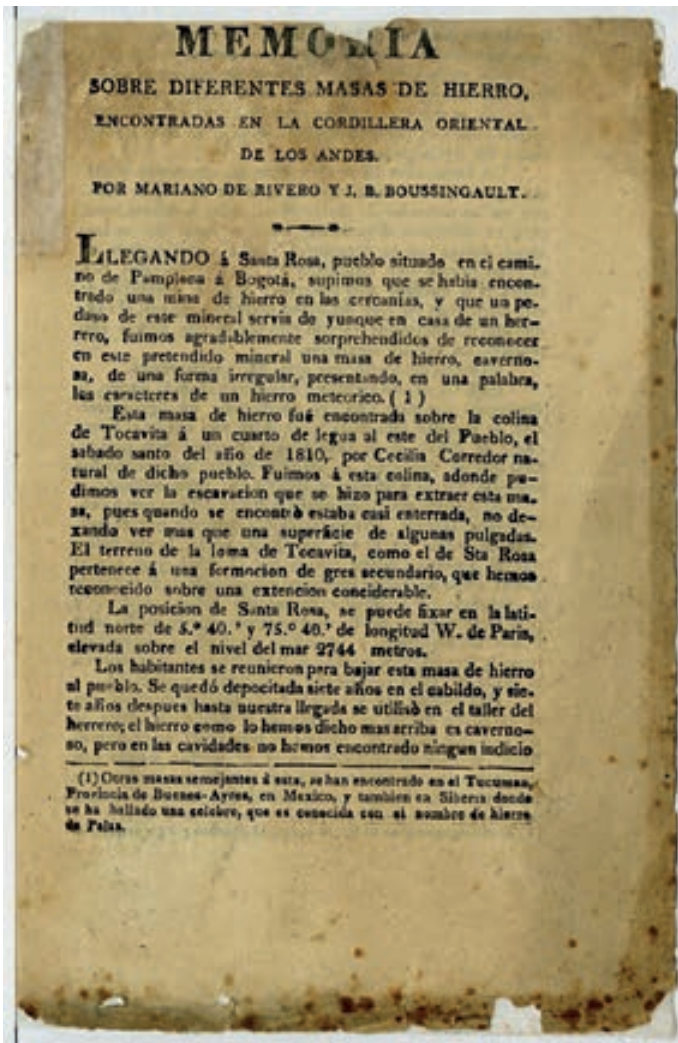 MEMORIA
SOBRE DIFERENTES MASAS DE HIERRO,
ENCONTRADAS EN LA CORDILLERA ORIENTAL
DE LOS ANDES.
POR MARIANO DE RIVERO Y J. B. BOUSSINGAULT.
LLEGANDO á Santa Rosa, pueblo situado en el cami-
no de Pamplona á Bogotá, supimos que se habia encon-
trado una mina de hierro en las cercanias, y que un pe-
daso de este mineral servia de yunque en casa de un her-
rero, fuimos agradablemente sorprehendidos de reconocer
en este pretendido mineral una masa de hierro, caverno-
sa, de una forma irregular, presentando, en una palabra,
los caracteres de un hierro meteorico. ( 1 )
Esta masa de hierro fué encontrada sobre la colina
de Tocavita á un cuarto de legua al este del Pueblo, el
sabado santo del año de 1810, por Cecilia Corredor na-
tural de dicho pueblo. Fuimos á esta colina, adonde pu-
dimos ver la escavacion que se hizo para extraer esta ma-
sa, pues quando se encontrò estaba casi enterrada, no de-
xando ver mas que una superficie de algunas pulgadas.
El terreno de la loma de Tocavita, como el de Sta Rosa
pertenece á una formacion de gres secundario, que hemos
reconocido sobre una extencion conciderable.
La posicion de Santa Rosa, se puede fixar en la lati-
tud norte de 5.º 40.' y 75.º 40.' de longitud W. de Paris,
elevada sobre el nivel del mar 2744 metros.
Los habitantes se reunieron para bajar esta masa de hierro
al pueblo. Se quedó depocitada siete años en el cabildo, y sie-
te años despues hasta nuestra llegada se utilisò en el taller del
herrero; el hierro como lo hemos dicho mas arriba es caverno-
so, pero en las cavidades no hemos encontrado ningun indicio
(1) Otras masas semejantes á esta, se han encontrado en el Tucuman,
Provincia de Buenos-Ayres, en Mexico, y tambien en Siberia donde
se ha hallado una celebre, que es conocida con el nombre de hierro
de Palas.